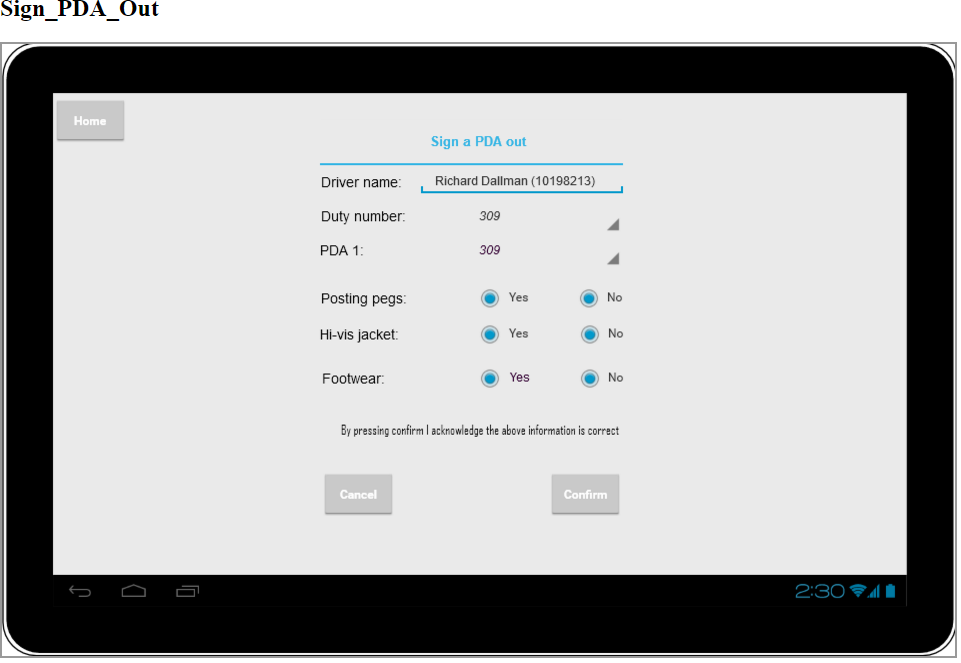 Sign_PDA_Out
Home
Sign a PDA out
Driver name: Richard Dallman (10198213)
Duty number: 309
PDA 1: 309
Posting pegs: Yes No
Hi-vis jacket: Yes No
Footwear: Yes No
By pressing confirm I acknowledge the above information is correct
Cancel Confirm
2:30